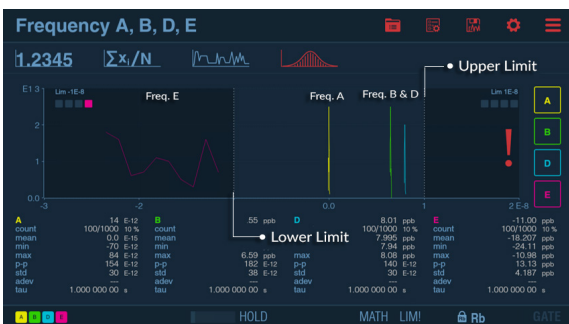 Frequency A, B, D, E
1.2345 Σxᵢ/N
Upper Limit
E13 Lim -1E-8 Lim 1E-8
Freq. E Freq. A Freq. B & D
A
B
D
E
2
1
0.0
-3 -2 0.0 1 2 E-8
!
Lower Limit
A 14 E-12 B .55 ppb D 8.01 ppb E -11.00 ppb
count 100/1000 10 % count 100/1000 10 % count 100/1000 10 %
mean 0.0 E-15 mean mean 7.995 ppb mean -18.207 ppb
min -70 E-12 min min 7.94 ppb min -24.11 ppb
max 84 E-12 max 6.59 ppb max 8.08 ppb max -10.98 ppb
p-p 154 E-12 p-p 182 E-12 p-p 140 E-12 p-p 13.13 ppb
std 30 E-12 std 38 E-12 std 30 E-12 std 4.187 ppb
adev --- adev --- adev --- adev --- 
tau 1.000 000 00 s tau 1.000 000 00 s tau 1.000 000 00 s tau 1.000 000 00 s
A B D E HOLD MATH LIM! Rb GATE